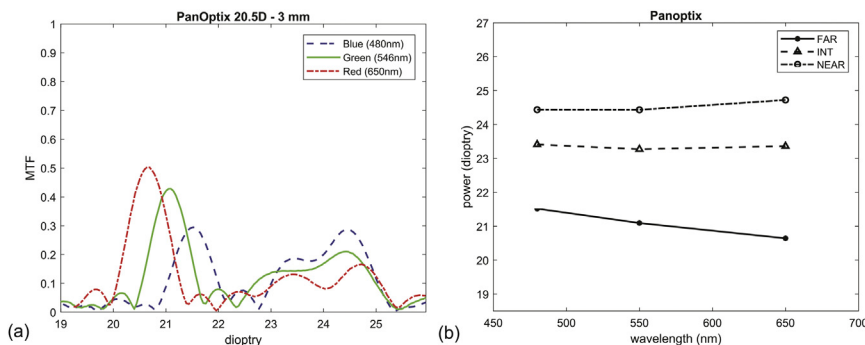 PanOptix 20.5D - 3 mm
1
0.9
0.8
0.7
0.6
0.5
0.4
0.3
0.2
0.1
0
MTF
Blue (480nm)
Green (546nm)
Red (650nm)
19 20 21 22 23 24 25
dioptry
(a)
Panoptix
27
26
25
24
23
22
21
20
19
18
power (dioptry)
FAR
INT
NEAR
450 500 550 600 650 700
wavelength (nm)
(b)